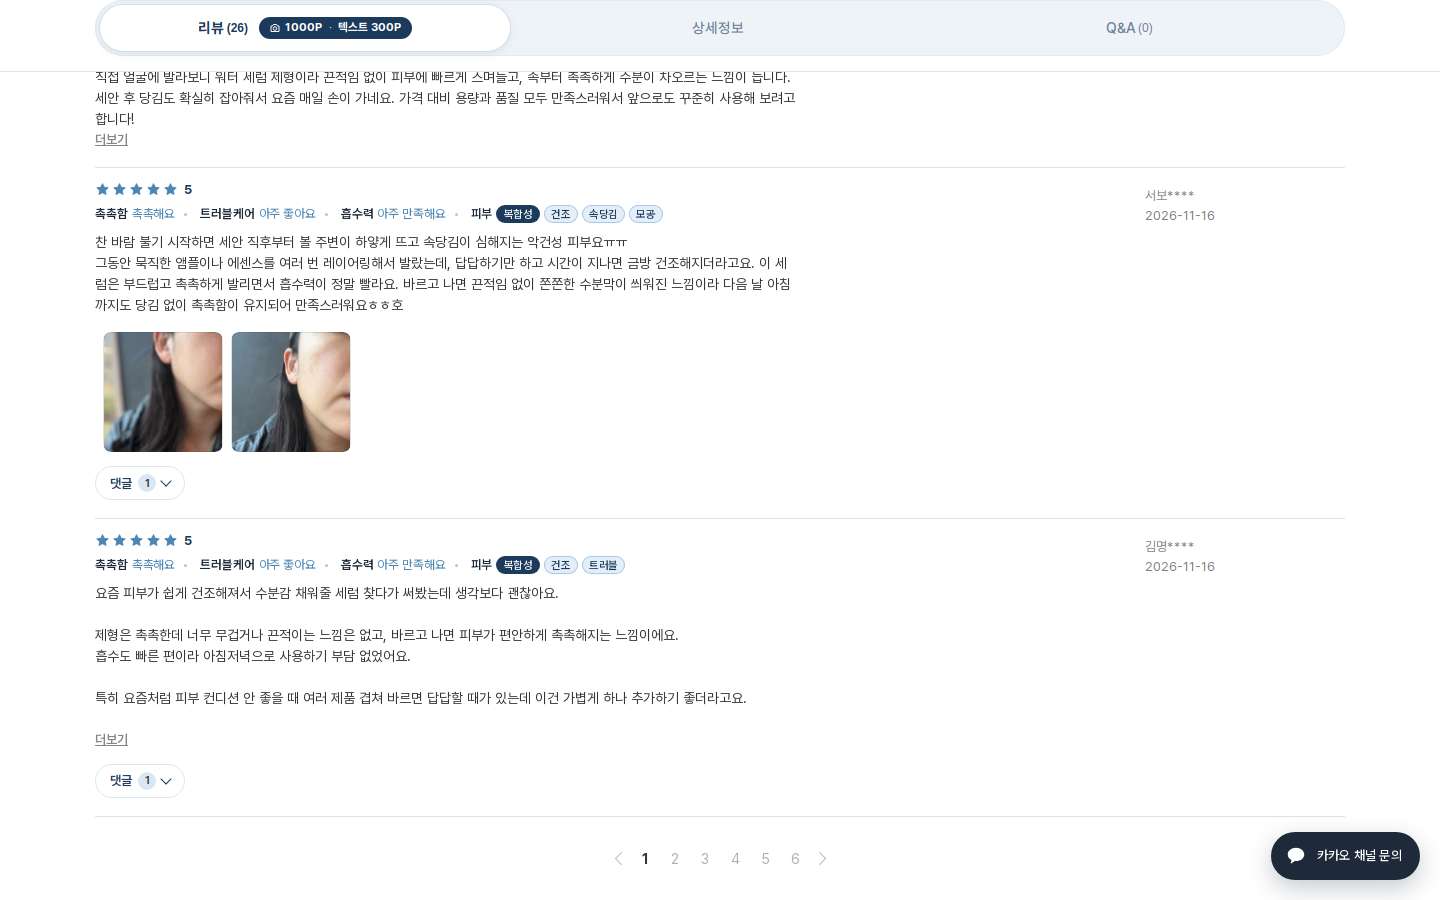 리뷰 (26) 1000P · 텍스트 300P
상세정보
Q&A (0)
직접 얼굴에 발라보니 워터 세럼 제형이라 끈적임 없이 피부에 빠르게 스며들고, 속부터 촉촉하게 수분이 차오르는 느낌이 듭니다.
세안 후 당김도 확실히 잡아줘서 요즘 매일 손이 가네요. 가격 대비 용량과 품질 모두 만족스러워서 앞으로도 꾸준히 사용해 보려고
합니다!
더보기
5
서보****
2026-11-16
촉촉함 촉촉해요 • 트러블케어 아주 좋아요 • 흡수력 아주 만족해요 • 피부 복합성 건조 속당김 모공
찬 바람 불기 시작하면 세안 직후부터 볼 주변이 하얗게 뜨고 속당김이 심해지는 악건성 피부요ㅠㅠ
그동안 묵직한 앰플이나 에센스를 여러 번 레이어링해서 발랐는데, 답답하기만 하고 시간이 지나면 금방 건조해지더라고요. 이 세
럼은 부드럽고 촉촉하게 발리면서 흡수력이 정말 빨라요. 바르고 나면 끈적임 없이 쫀쫀한 수분막이 씌워진 느낌이라 다음 날 아침
까지도 당김 없이 촉촉함이 유지되어 만족스러워요ㅎㅎ호
댓글 1
5
김명****
2026-11-16
촉촉함 촉촉해요 • 트러블케어 아주 좋아요 • 흡수력 아주 만족해요 • 피부 복합성 건조 트러블
요즘 피부가 쉽게 건조해져서 수분감 채워줄 세럼 찾다가 써봤는데 생각보다 괜찮아요.
제형은 촉촉한데 너무 무겁거나 끈적이는 느낌은 없고, 바르고 나면 피부가 편안하게 촉촉해지는 느낌이에요.
흡수도 빠른 편이라 아침저녁으로 사용하기 부담 없었어요.
특히 요즘처럼 피부 컨디션 안 좋을 때 여러 제품 겹쳐 바르면 답답할 때가 있는데 이건 가볍게 하나 추가하기 좋더라고요.
더보기
댓글 1
1 2 3 4 5 6
카카오 채널 문의